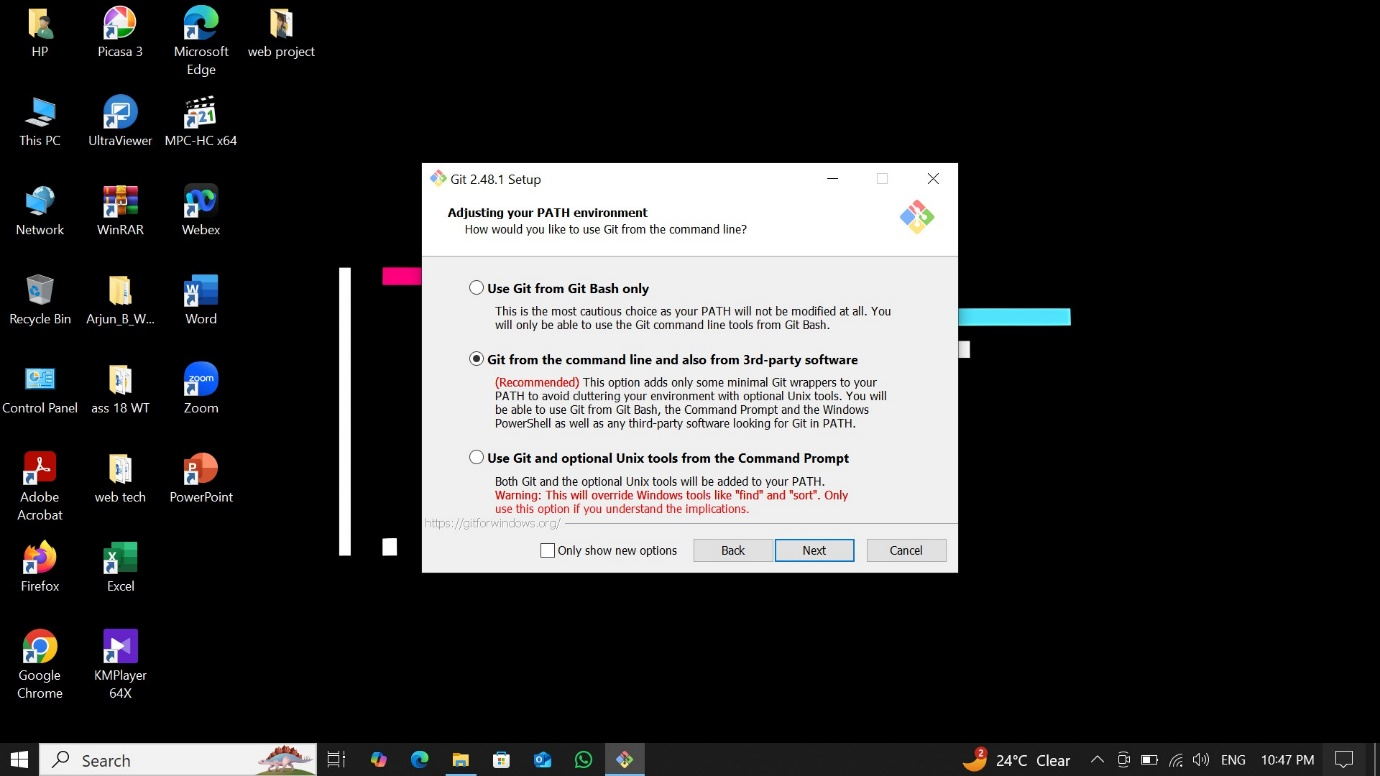 HP
Picasa 3
Microsoft
Edge
web project
This PC
UltraViewer
321
MPC-HC x64
Network
WinRAR
Webex
Recycle Bin
Arjun_B_W...
W
Word
Control Panel
ass 18 WT
zoom
Zoom
Adobe
Acrobat
web tech
P
PowerPoint
Firefox
X
Excel
Google
Chrome
KMPlayer
64X
Git 2.48.1 Setup
Adjusting your PATH environment
How would you like to use Git from the command line?
Use Git from Git Bash only
This is the most cautious choice as your PATH will not be modified at all. You
will only be able to use the Git command line tools from Git Bash.
Git from the command line and also from 3rd-party software
(Recommended) This option adds only some minimal Git wrappers to your
PATH to avoid cluttering your environment with optional Unix tools. You will
be able to use Git from Git Bash, the Command Prompt and the Windows
PowerShell as well as any third-party software looking for Git in PATH.
Use Git and optional Unix tools from the Command Prompt
Both Git and the optional Unix tools will be added to your PATH.
Warning: This will override Windows tools like "find" and "sort". Only
use this option if you understand the implications.
https://gitforwindows.org/
Only show new options
Back
Next
Cancel
Search
2
24°C Clear
ENG
10:47 PM